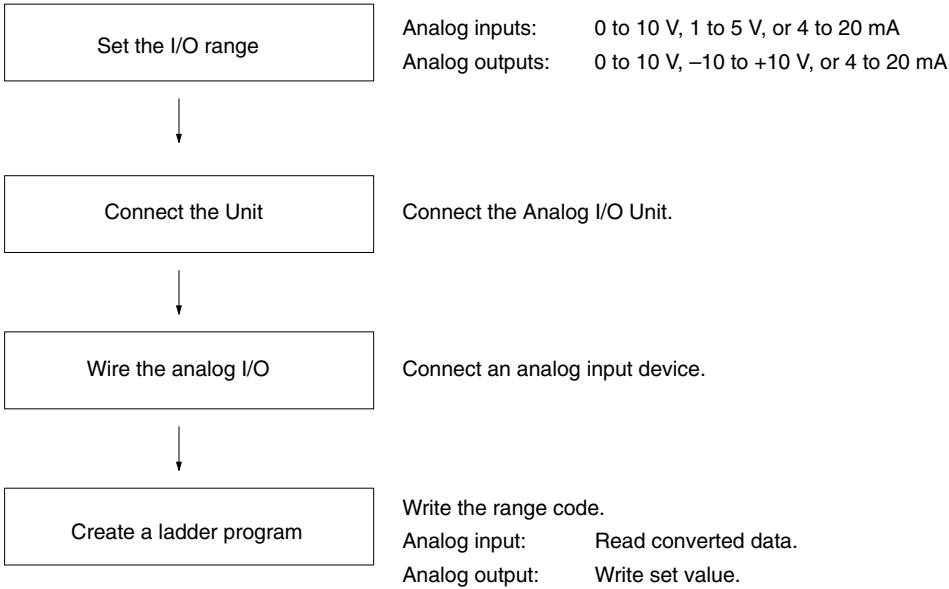 Set the I/O range
Analog inputs: 0 to 10 V, 1 to 5 V, or 4 to 20 mA
Analog outputs: 0 to 10 V, –10 to +10 V, or 4 to 20 mA
Connect the Unit
Connect the Analog I/O Unit.
Wire the analog I/O
Connect an analog input device.
Create a ladder program
Write the range code.
Analog input: Read converted data.
Analog output: Write set value.